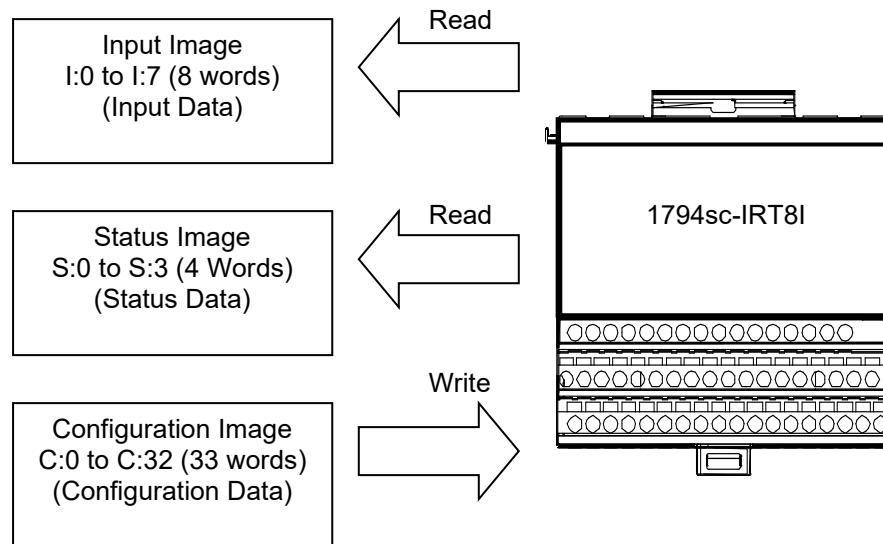 Read
Input Image
I:0 to I:7 (8 words)
(Input Data)
1794sc-IRT8I
Read
Status Image
S:0 to S:3 (4 Words)
(Status Data)
Write
Configuration Image
C:0 to C:32 (33 words)
(Configuration Data)